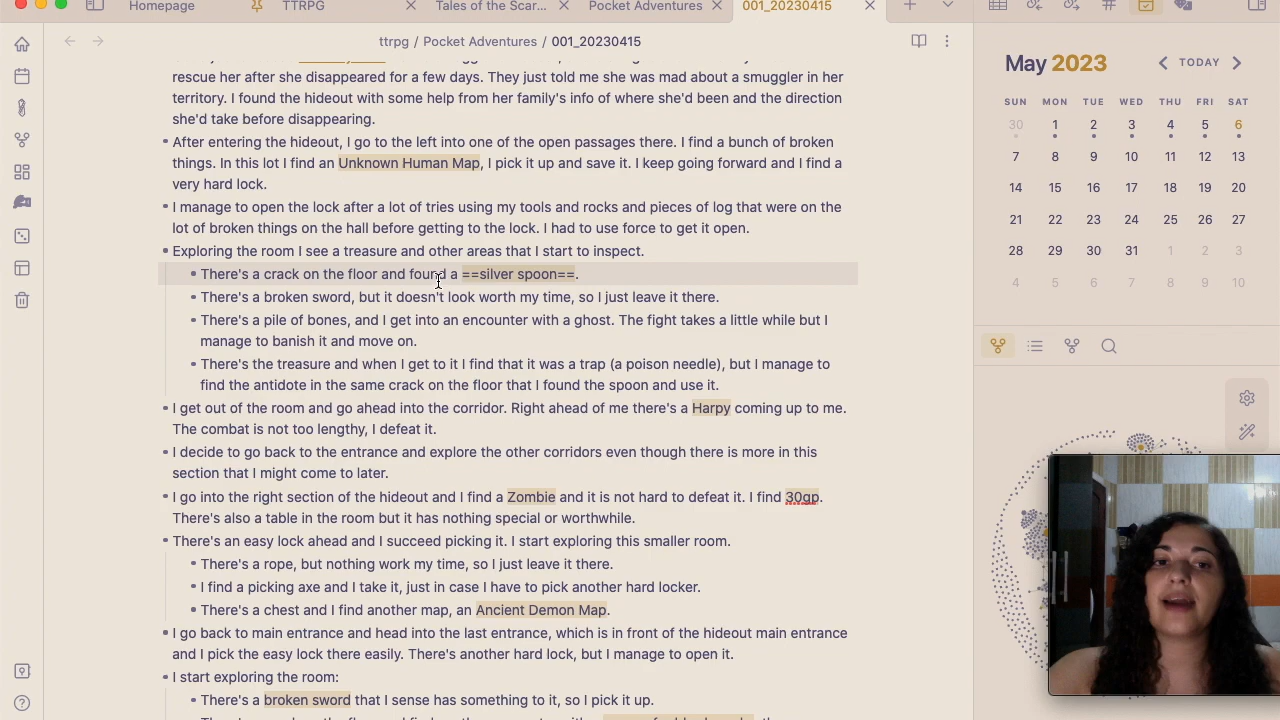 Homepage
TTRPG
Tales of the Scar...
Pocket Adventures
001_20230415
ttrpg / Pocket Adventures / 001_20230415
rescue her after she disappeared for a few days. They just told me she was mad about a smuggler in her
territory. I found the hideout with some help from her family's info of where she'd been and the direction
she'd take before disappearing.
After entering the hideout, I go to the left into one of the open passages there. I find a bunch of broken
things. In this lot I find an Unknown Human Map, I pick it up and save it. I keep going forward and I find a
very hard lock.
I manage to open the lock after a lot of tries using my tools and rocks and pieces of log that were on the
lot of broken things on the hall before getting to the lock. I had to use force to get it open.
Exploring the room I see a treasure and other areas that I start to inspect.
There's a crack on the floor and found a ==silver spoon==.
There's a broken sword, but it doesn't look worth my time, so I just leave it there.
There's a pile of bones, and I get into an encounter with a ghost. The fight takes a little while but I
manage to banish it and move on.
There's the treasure and when I get to it I find that it was a trap (a poison needle), but I manage to
find the antidote in the same crack on the floor that I found the spoon and use it.
I get out of the room and go ahead into the corridor. Right ahead of me there's a Harpy coming up to me.
The combat is not too lengthy, I defeat it.
I decide to go back to the entrance and explore the other corridors even though there is more in this
section that I might come to later.
I go into the right section of the hideout and I find a Zombie and it is not hard to defeat it. I find 30gp.
There's also a table in the room but it has nothing special or worthwhile.
There's an easy lock ahead and I succeed picking it. I start exploring this smaller room.
There's a rope, but nothing work my time, so I just leave it there.
I find a picking axe and I take it, just in case I have to pick another hard locker.
There's a chest and I find another map, an Ancient Demon Map.
I go back to main entrance and head into the last entrance, which is in front of the hideout main entrance
and I pick the easy lock there easily. There's another hard lock, but I manage to open it.
I start exploring the room:
There's a broken sword that I sense has something to it, so I pick it up.
May 2023
TODAY
SUN MON TUE WED THU FRI SAT
30 1 2 3 4 5 6
7 8 9 10 11 12 13
14 15 16 17 18 19 20
21 22 23 24 25 26 27
28 29 30 31 1 2 3
4 5 6 7 8 9 10